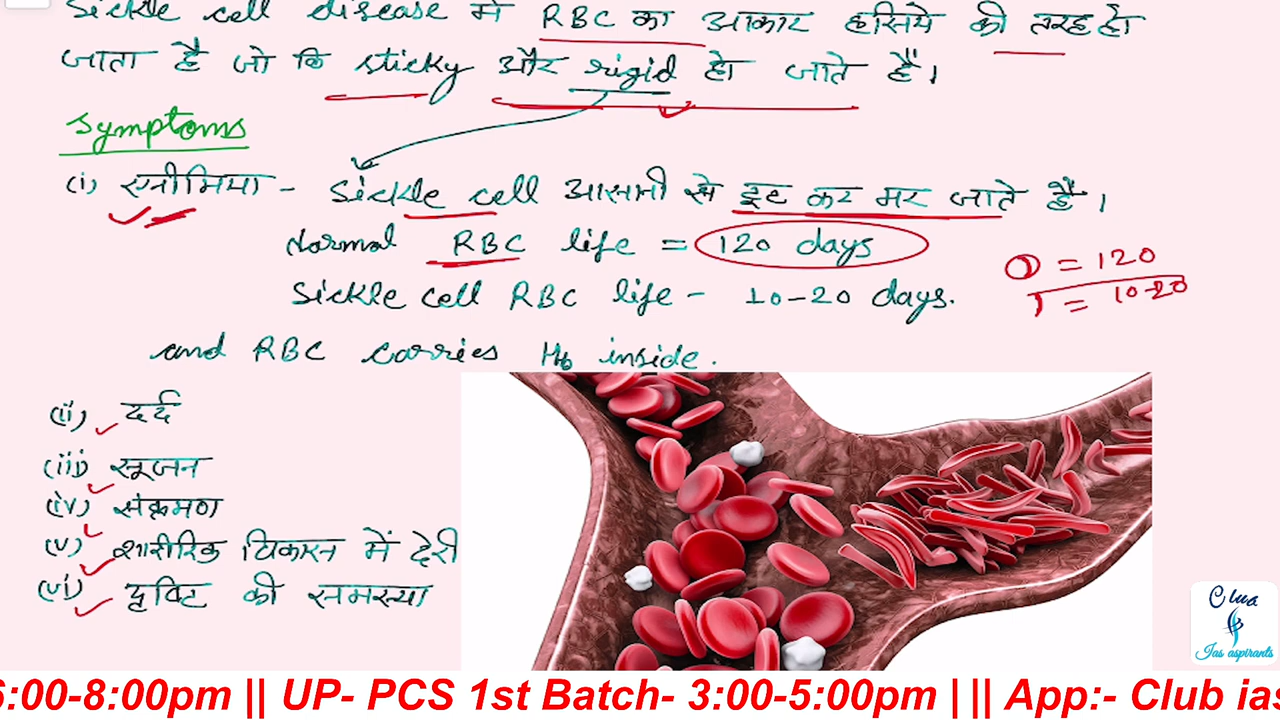 Sickle cell disease में RBC का आकार हसिये की तरह हो
जाता है जो कि sticky और rigid हो जाते हैं।
Symptoms
(i) एनीमिया - Sickle cell आसानी से टूट कर मर जाते हैं।
Normal RBC life = 120 days
= 120
Sickle cell RBC life - 10-20 days.
= 10-20
and RBC carries Hb inside.
(ii) दर्द
(iii) सूजन
(iv) संक्रमण
(v) शारीरिक विकास में देरी
(vi) दृष्टि की समस्या
Club
Ias aspirants
6:00-8:00pm || UP- PCS 1st Batch- 3:00-5:00pm | || App:- Club ias